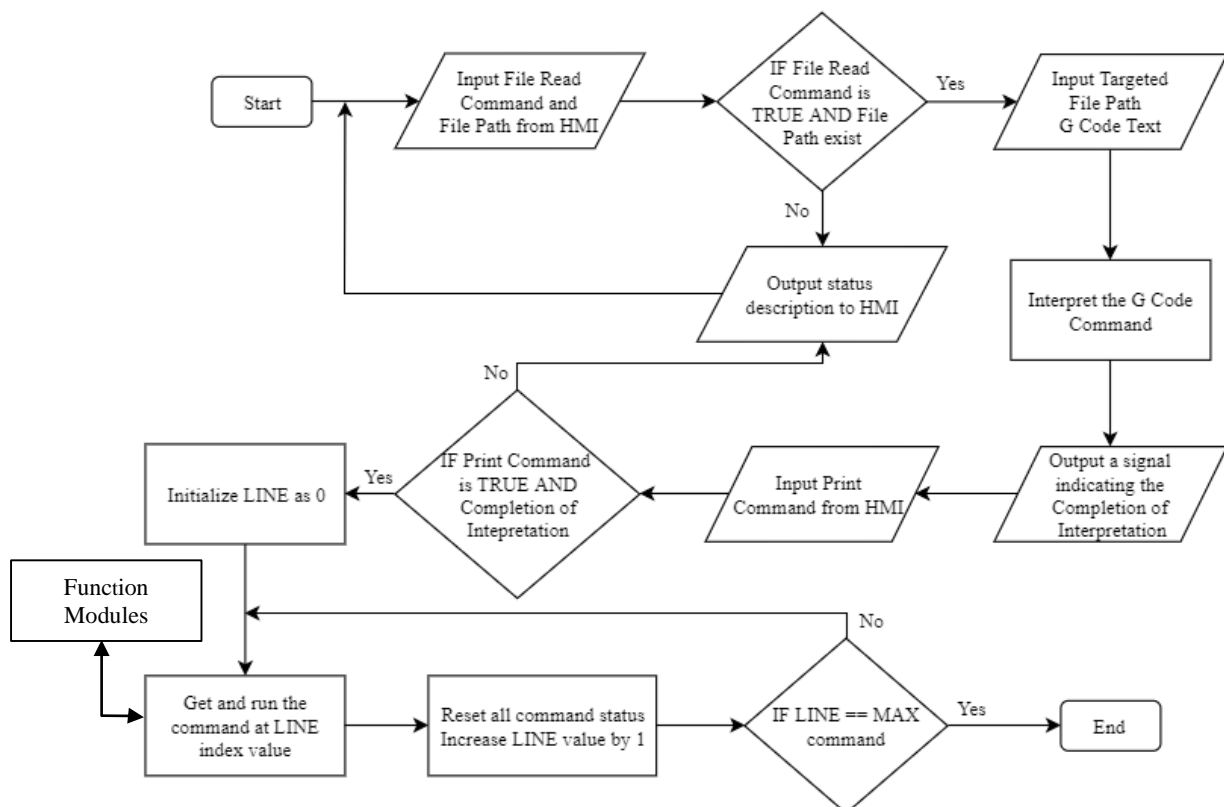 Start
Input File Read
Command and
File Path from HMI
IF File Read
Command is
TRUE AND File
Path exist
Yes
Input Targeted
File Path
G Code Text
No
Output status
description to HMI
Interpret the G Code
Command
No
Initialize LINE as 0
Yes
IF Print Command
is TRUE AND
Completion of
Intepretation
Input Print
Command from HMI
Output a signal
indicating the
Completion of
Interpretation
Function
Modules
No
Get and run the
command at LINE
index value
Reset all command status
Increase LINE value by 1
IF LINE == MAX
command
Yes
End